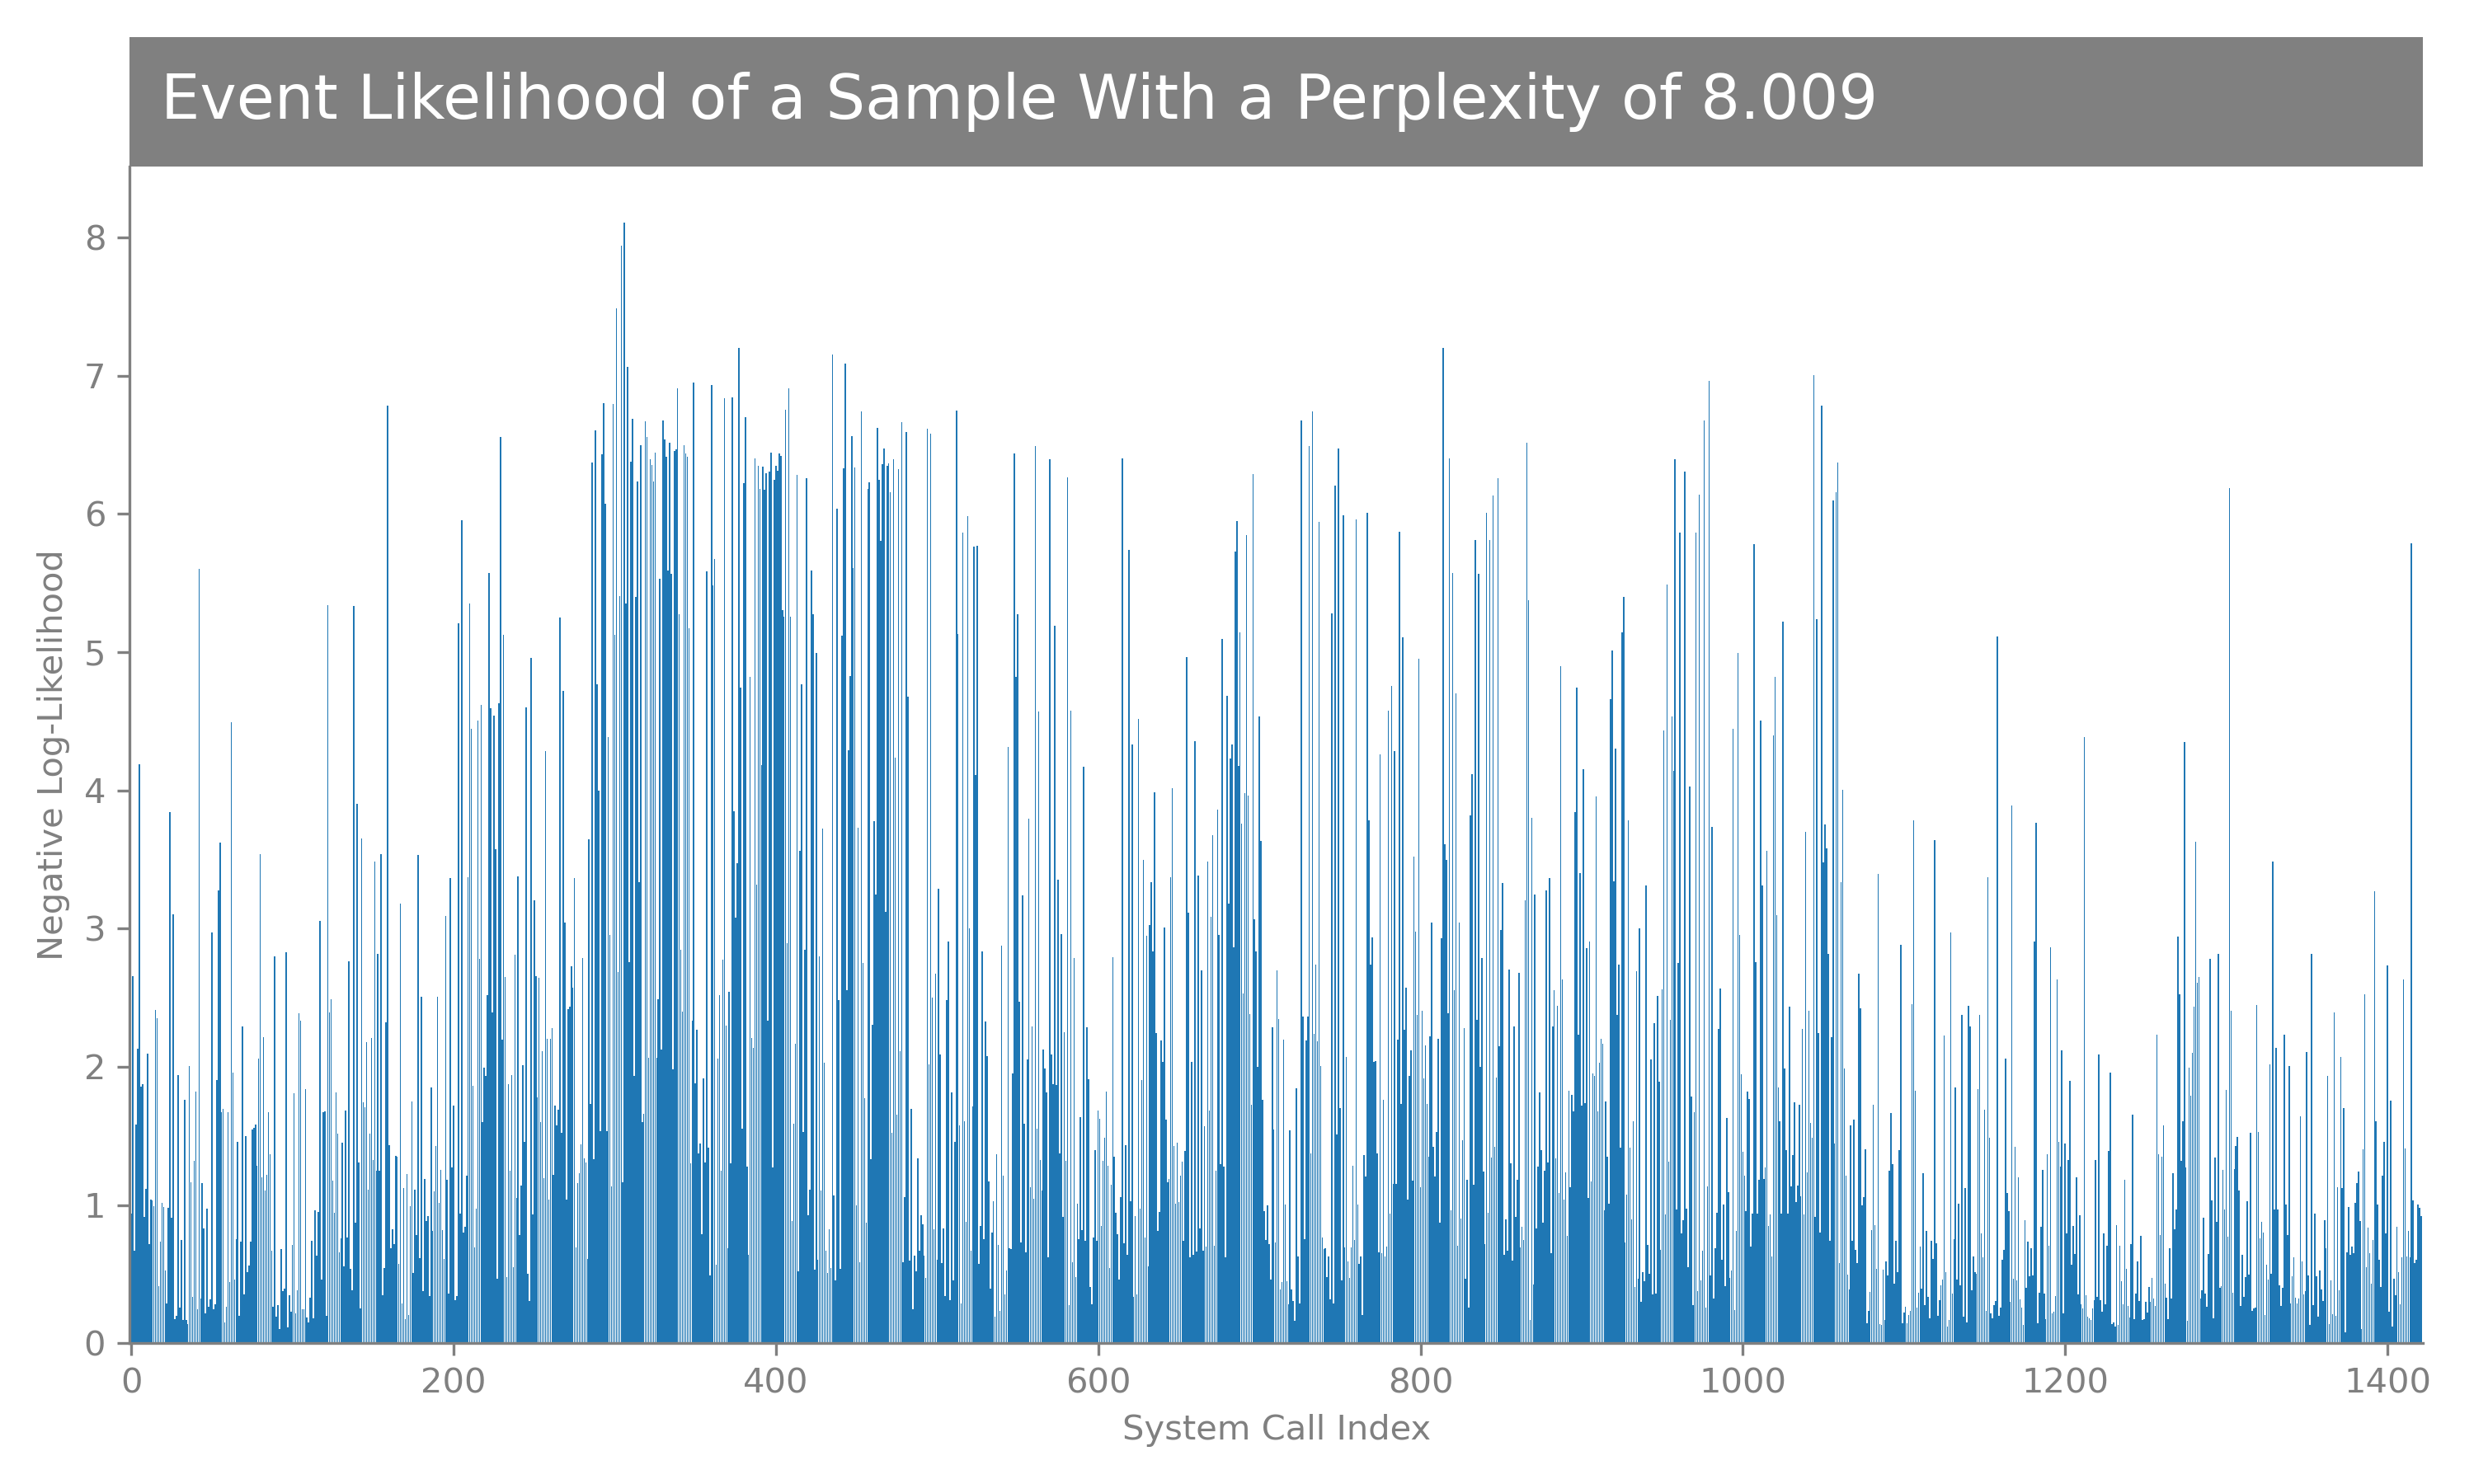 Event Likelihood of a Sample With a Perplexity of 8.009
Negative Log-Likelihood
8
7
6
5
4
3
2
1
0
0 200 400 600 800 1000 1200 1400
System Call Index